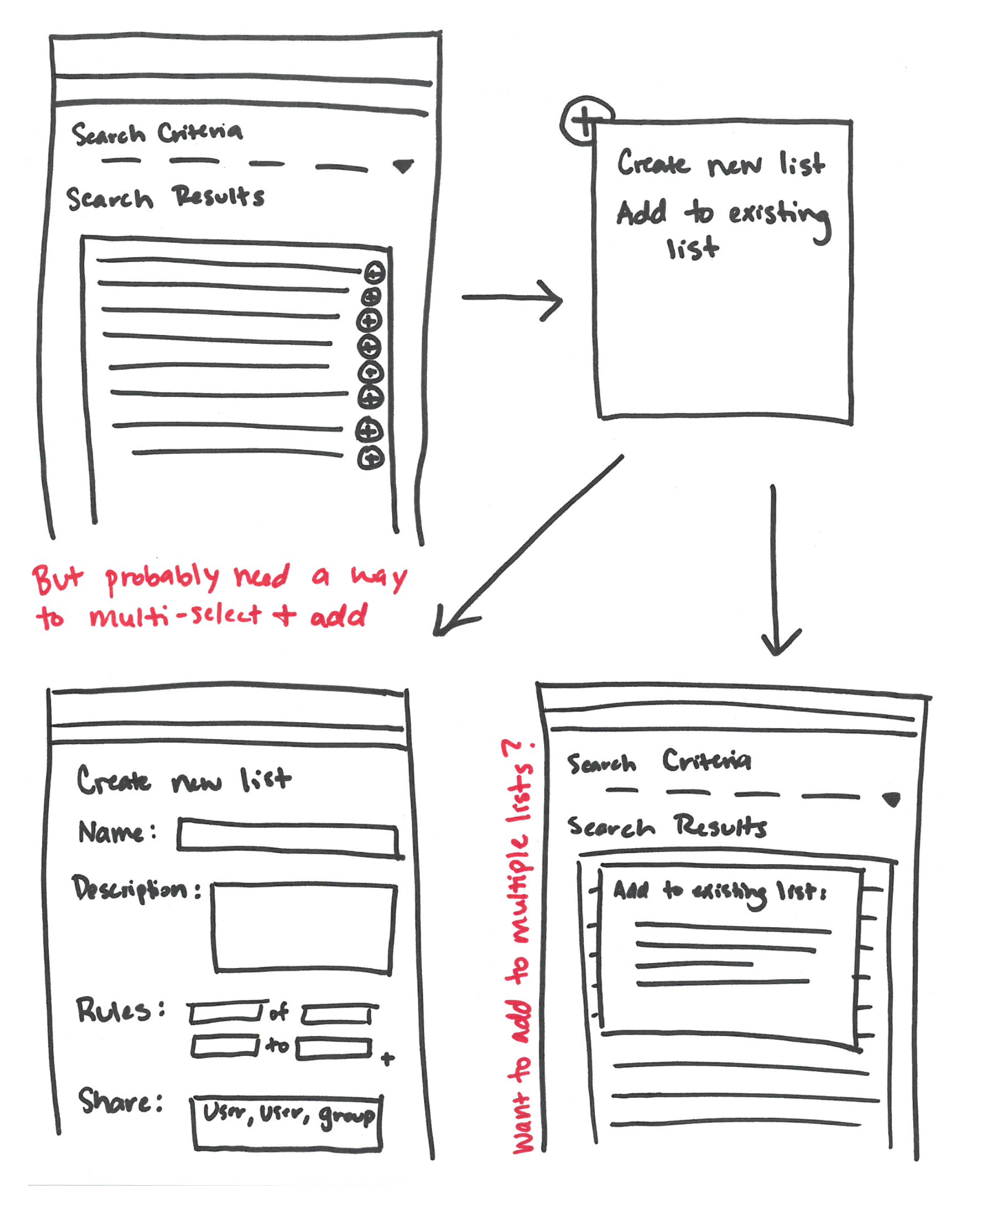 Search Criteria
Search Results
Create new list
Add to existing
list
But probably need a way
to multi-select + add
Create new list
Name:
Description:
Rules:
of
to
+
Share:
User, user, group
Want to add to multiple lists?
Search Criteria
Search Results
Add to existing list: